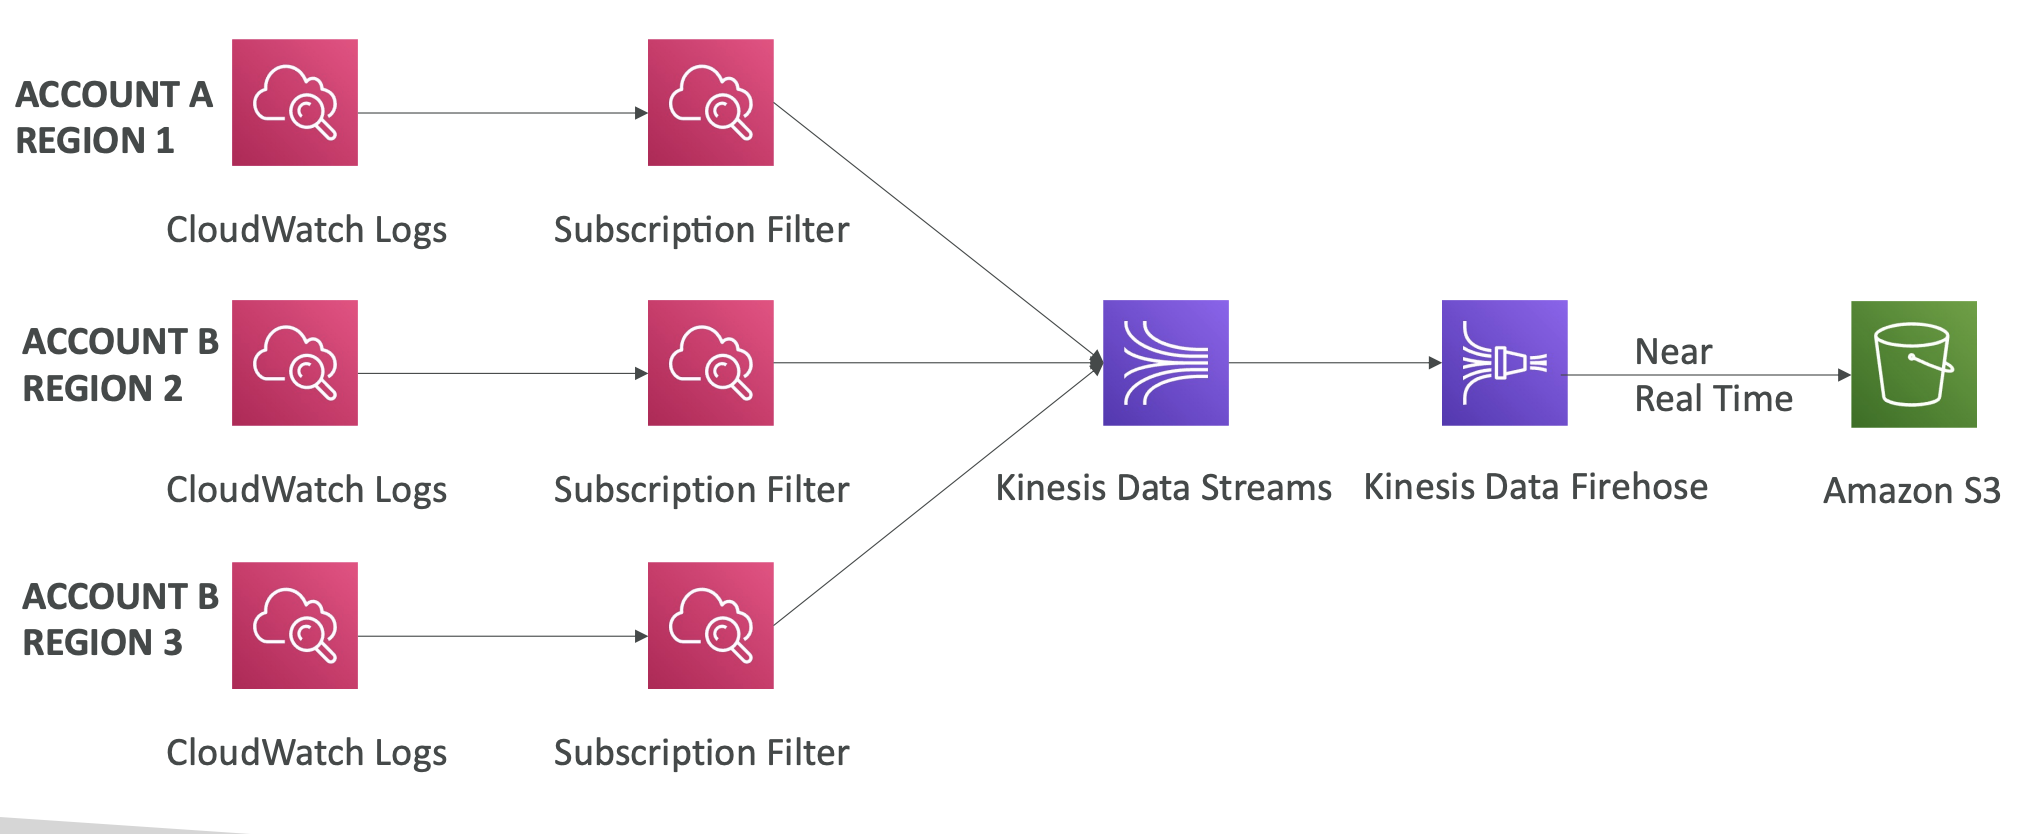 ACCOUNT A
REGION 1
CloudWatch Logs
Subscription Filter
ACCOUNT B
REGION 2
CloudWatch Logs
Subscription Filter
Kinesis Data Streams
Kinesis Data Firehose
Near
Real Time
Amazon S3
ACCOUNT B
REGION 3
CloudWatch Logs
Subscription Filter